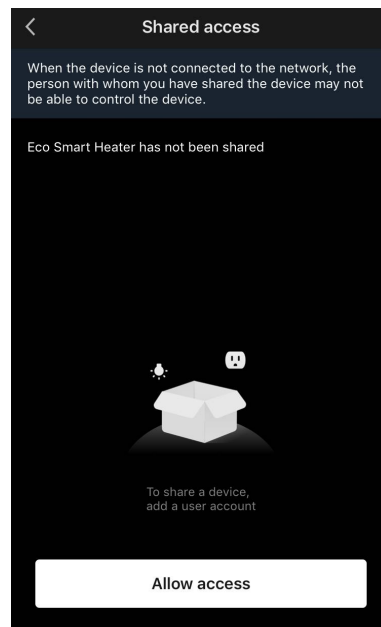 Shared access
When the device is not connected to the network, the
person with whom you have shared the device may not
be able to control the device.
Eco Smart Heater has not been shared
To share a device,
add a user account
Allow access